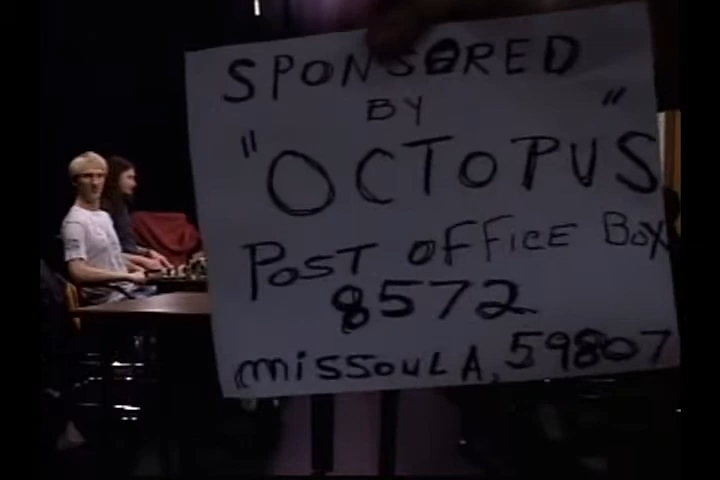 SPONSORED
BY
"OCTOPUS"
POST OFFICE BOX
8572
MISSOULA, 59807